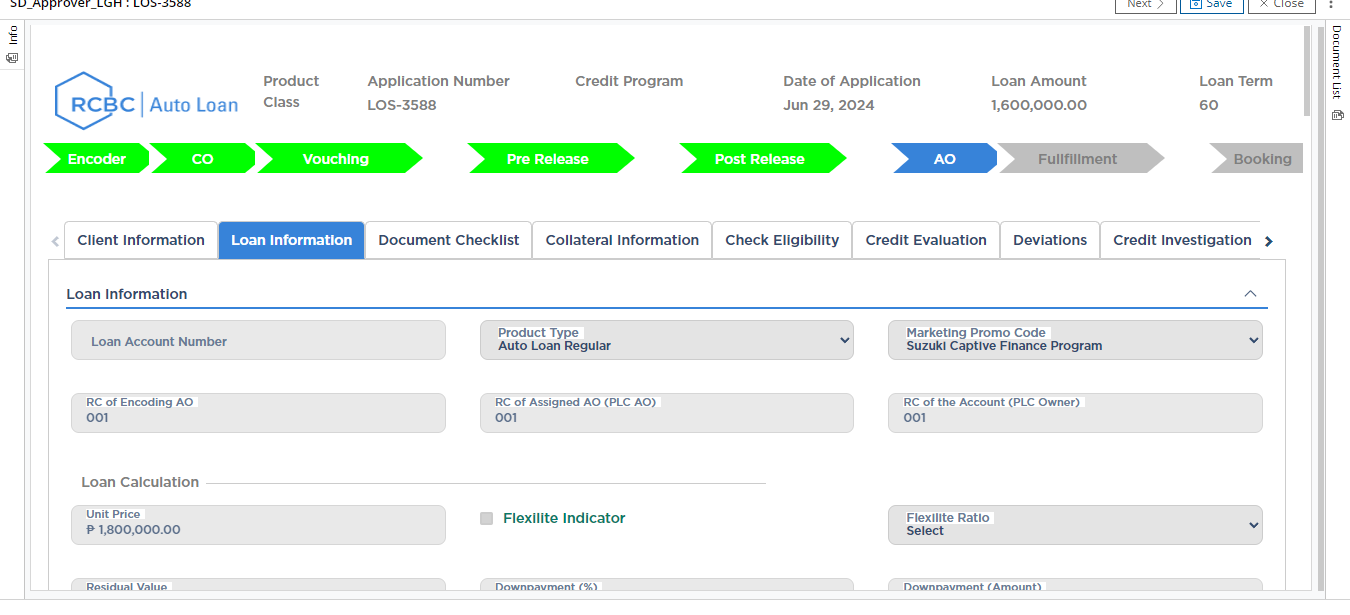 SD_Approver_LGH : LOS-3588
Next
Save
Close
Info
Document List
RCBC | Auto Loan
Product Class
Application Number
LOS-3588
Credit Program
Date of Application
Jun 29, 2024
Loan Amount
1,600,000.00
Loan Term
60
Encoder
CO
Vouching
Pre Release
Post Release
AO
Fullfillment
Booking
Client Information
Loan Information
Document Checklist
Collateral Information
Check Eligibility
Credit Evaluation
Deviations
Credit Investigation
Loan Information
Loan Account Number
Product Type
Auto Loan Regular
Marketing Promo Code
Suzuki Captive Finance Program
RC of Encoding AO
001
RC of Assigned AO (PLC AO)
001
RC of the Account (PLC Owner)
001
Loan Calculation
Unit Price
₱ 1,800,000.00
Flexilite Indicator
Flexilite Ratio
Select
Residual Value
Downpayment (%)
Downpayment (Amount)